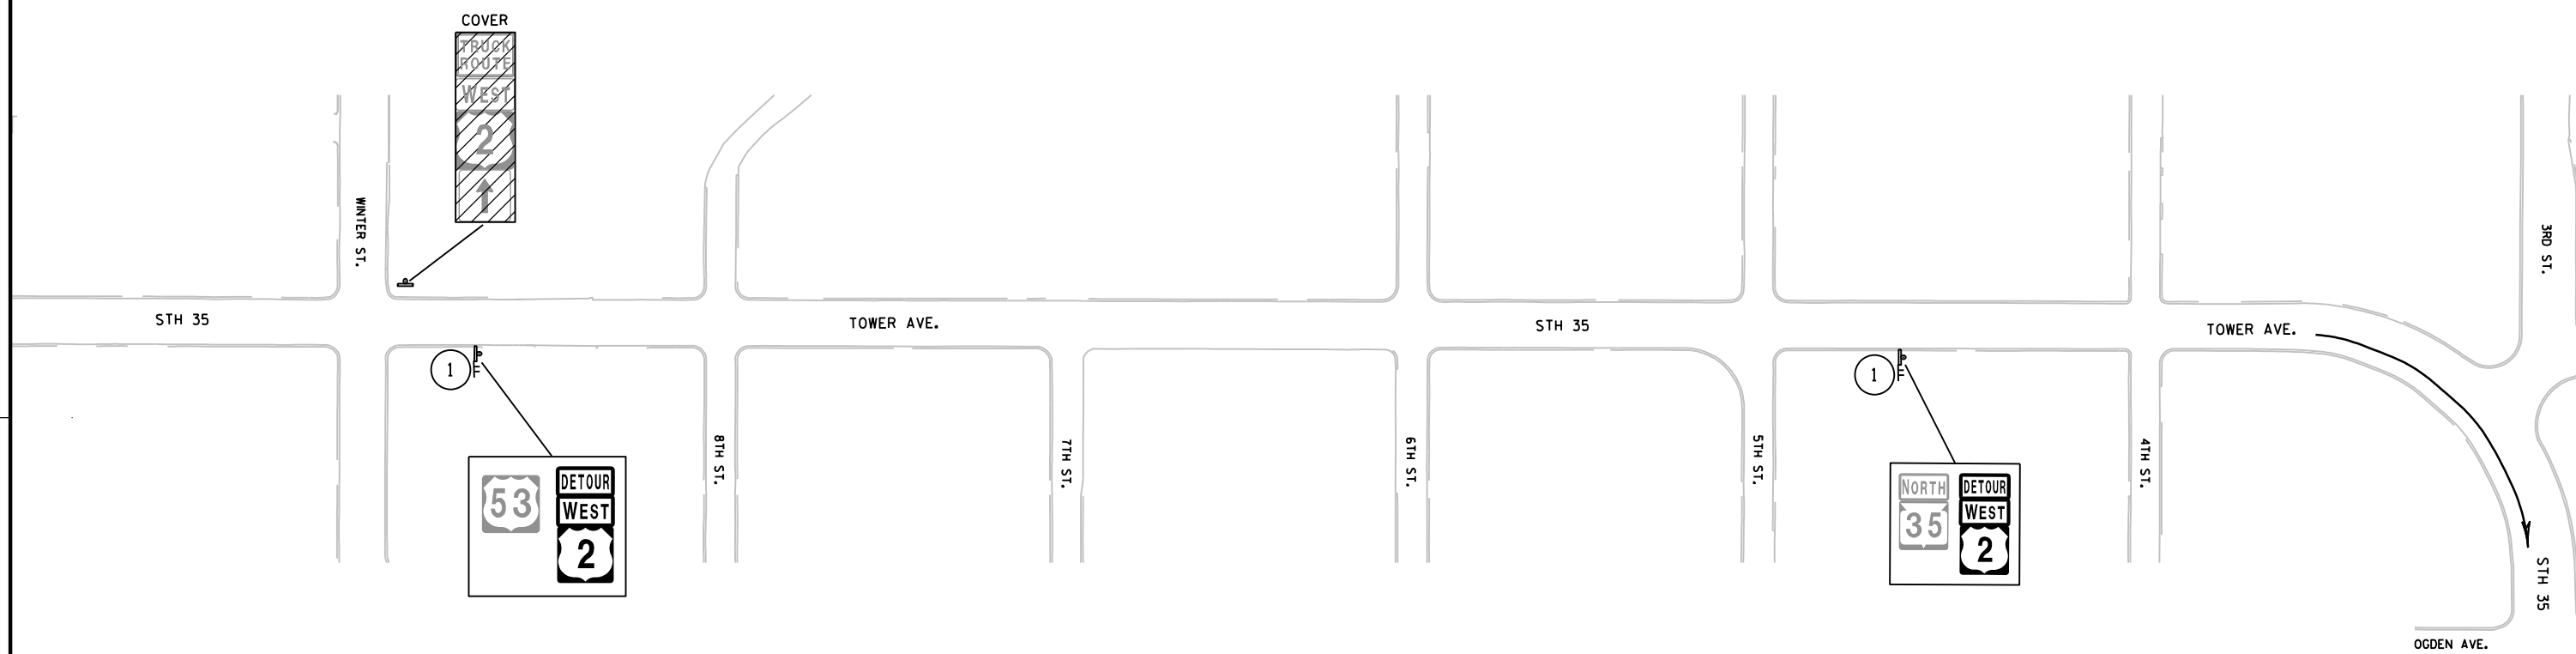 COVER
TRUCK
ROUTE
WEST
2
WINTER ST.
3RD ST.
STH 35
TOWER AVE.
STH 35
TOWER AVE.
1
1
8TH ST.
7TH ST.
6TH ST.
5TH ST.
4TH ST.
53
DETOUR
WEST
2
NORTH
35
DETOUR
WEST
2
STH 35
OGDEN AVE.